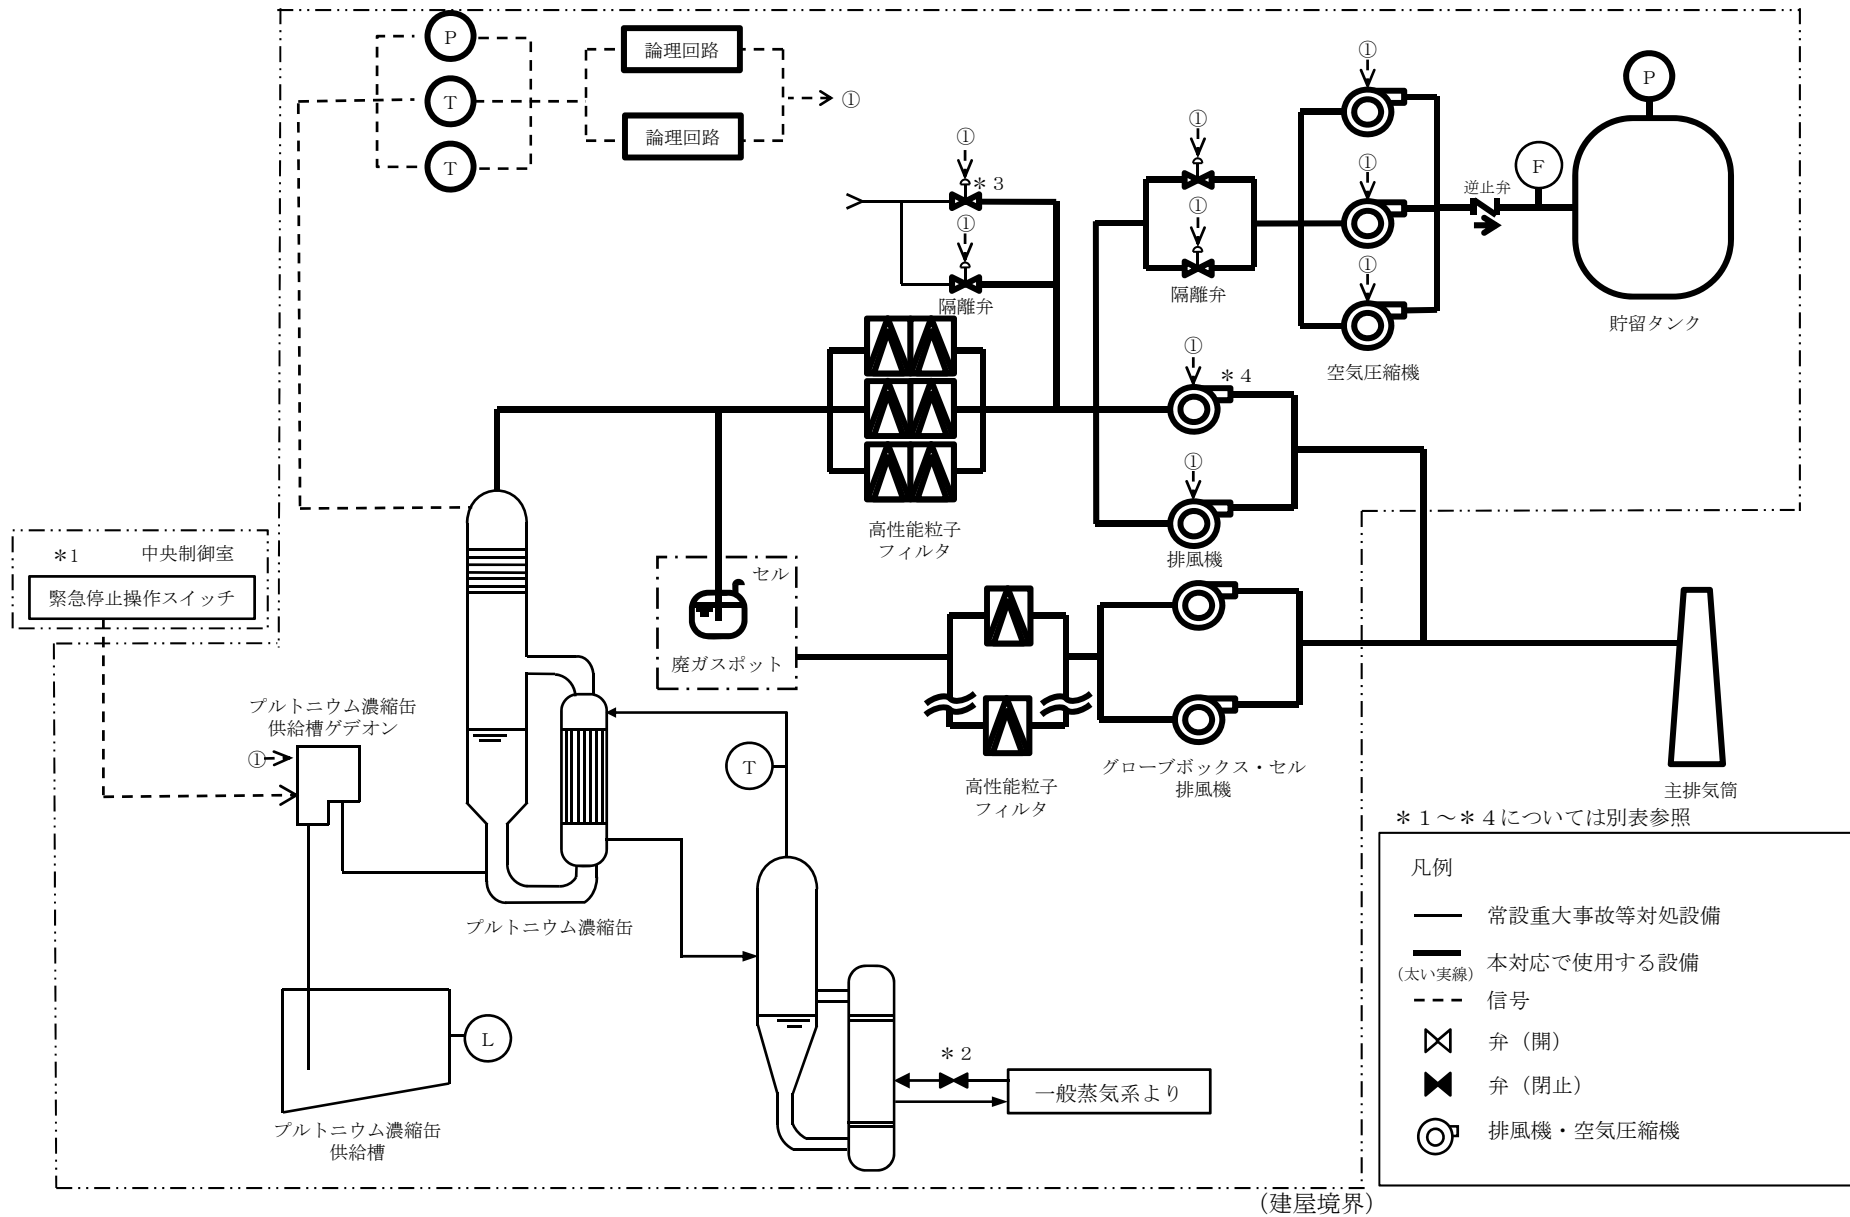 P
T
T
論理回路
論理回路
①
①
＊3
①
隔離弁
①
①
隔離弁
①
①
①
空気圧縮機
逆止弁
F
P
貯留タンク
①
＊4
①
排風機
高性能粒子
フィルタ
＊1
中央制御室
緊急停止操作スイッチ
セル
廃ガスポット
プルトニウム濃縮缶
供給槽ゲデオン
①
T
高性能粒子
フィルタ
グローブボックス・セル
排風機
主排気筒
プルトニウム濃縮缶
L
プルトニウム濃縮缶
供給槽
＊2
一般蒸気系より
(建屋境界)
＊1～＊4については別表参照
凡例
常設重大事故等対処設備
本対応で使用する設備
(太い実線)
信号
弁（開）
弁（閉止）
排風機・空気圧縮機